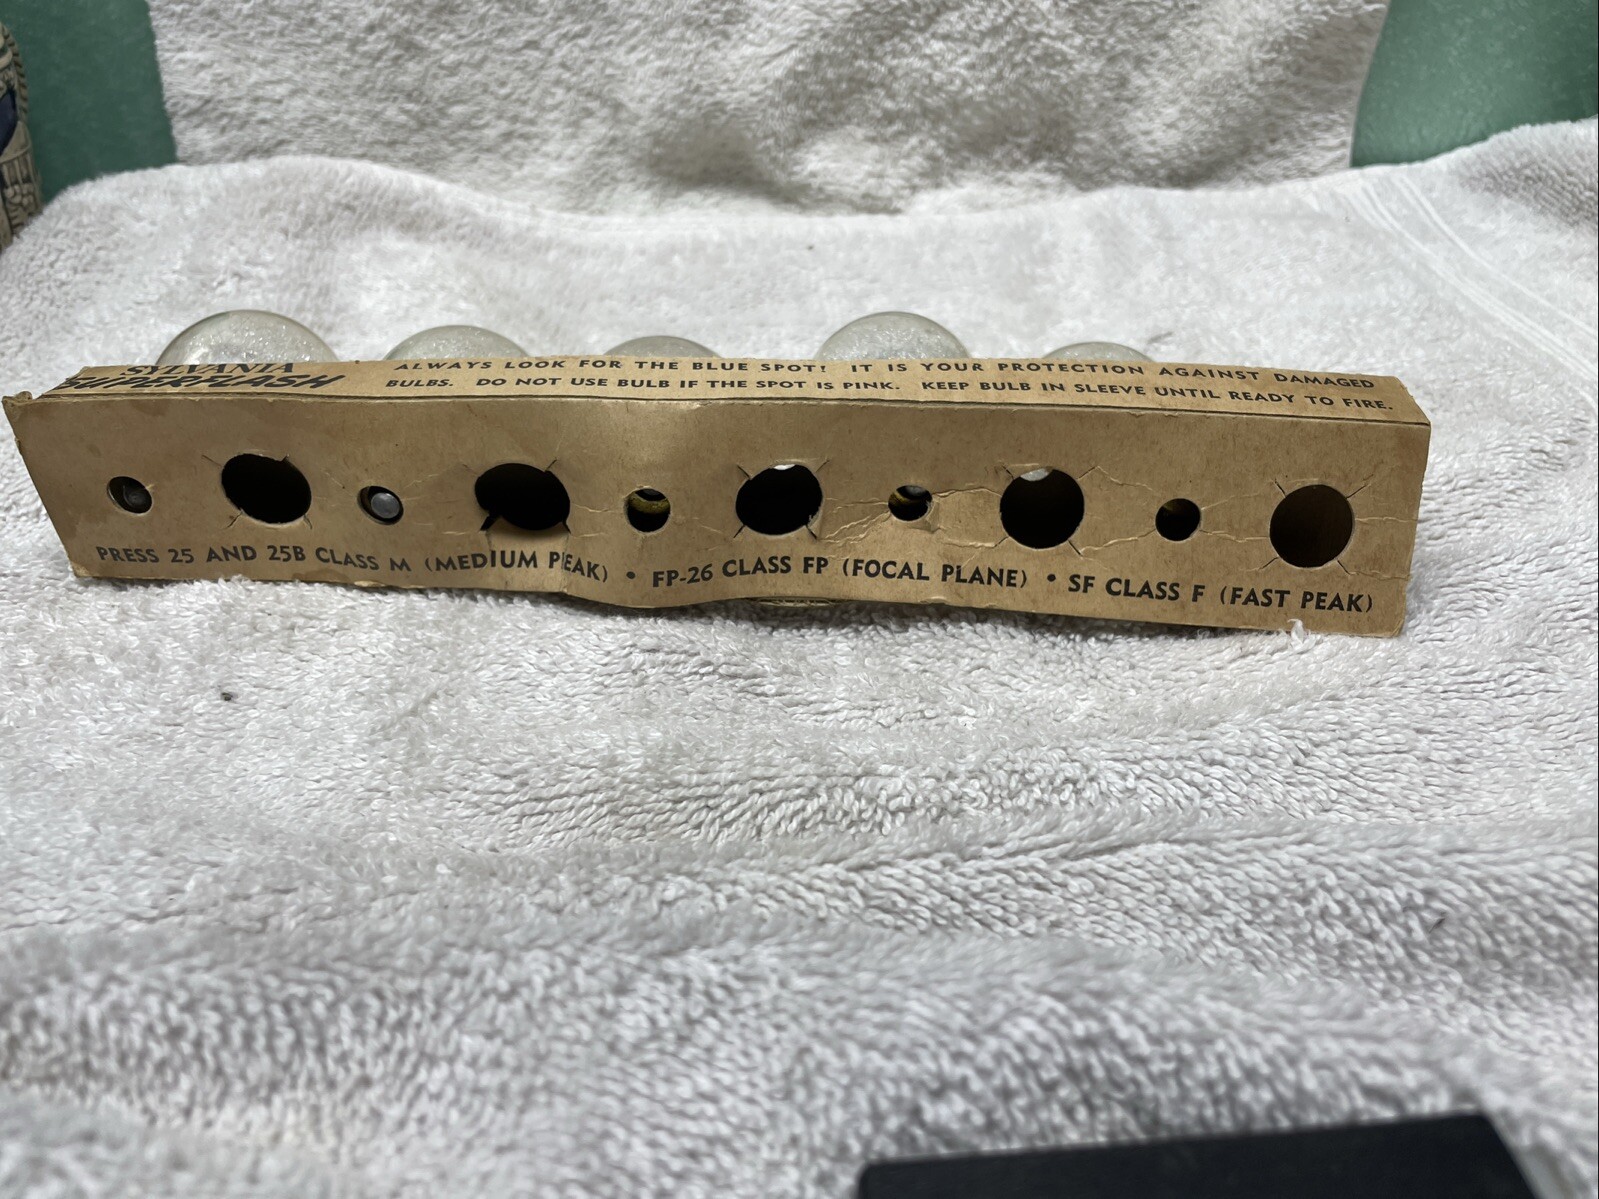 SYLVANIA
SUPERFLASH
ALWAYS LOOK FOR THE BLUE SPOT! IT IS YOUR PROTECTION AGAINST DAMAGED
BULBS. DO NOT USE BULB IF THE SPOT IS PINK. KEEP BULB IN SLEEVE UNTIL READY TO FIRE.
PRESS 25 AND 25B CLASS M (MEDIUM PEAK) • FP-26 CLASS FP (FOCAL PLANE) • SF CLASS F (FAST PEAK)